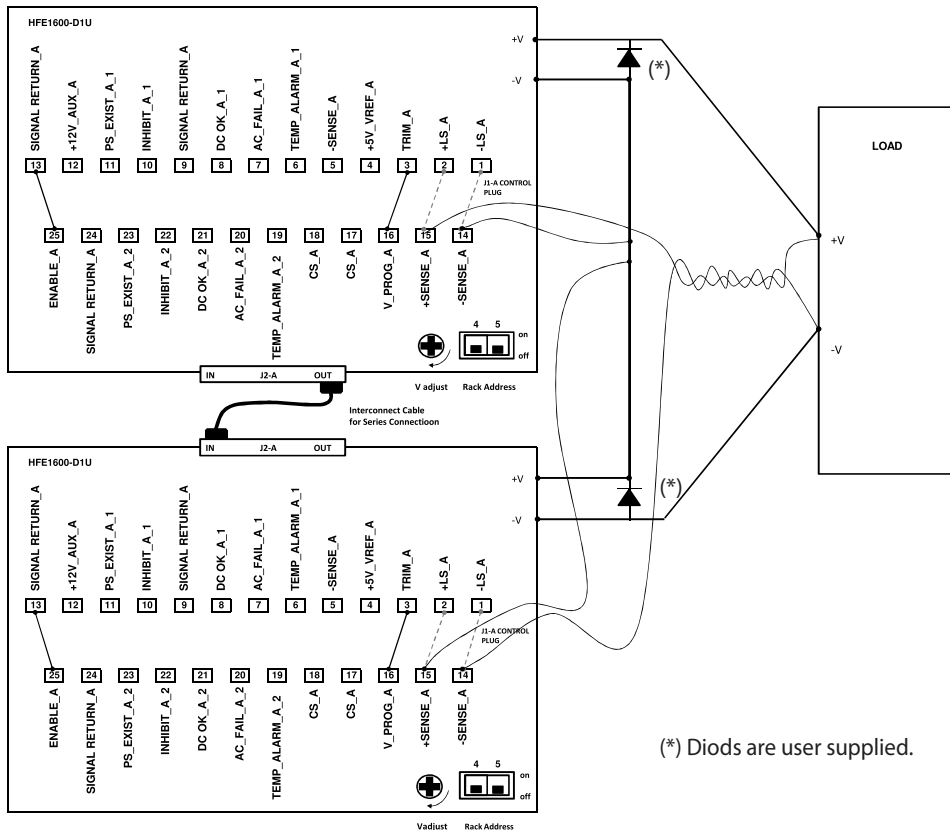 HFE1600-D1U
SIGNAL RETURN_A
+12V_AUX_A
PS_EXIST_A_1
INHIBIT_A_1
SIGNAL RETURN_A
DC OK_A_1
AC_FAIL_A_1
TEMP_ALARM_A_1
-SENSE_A
+5V_VREF_A
TRIM_A
+LS_A
-LS_A
13 12 11 10 9 8 7 6 5 4 3 2 1
J1-A CONTROL
PLUG
25 24 23 22 21 20 19 18 17 16 15 14
ENABLE_A
SIGNAL RETURN_A
PS_EXIST_A_2
INHIBIT_A_2
DC OK_A_2
AC_FAIL_A_2
TEMP_ALARM_A_2
CS_A
CS_A
V_PROG_A
+SENSE_A
-SENSE_A
4 5
on
off
V adjust
Rack Address
+V
-V
(*)
LOAD
+V
-V
IN J2-A OUT
Interconnect Cable
for Series Connectioon
IN J2-A OUT
HFE1600-D1U
SIGNAL RETURN_A
+12V_AUX_A
PS_EXIST_A_1
INHIBIT_A_1
SIGNAL RETURN_A
DC OK_A_1
AC_FAIL_A_1
TEMP_ALARM_A_1
-SENSE_A
+5V_VREF_A
TRIM_A
+LS_A
-LS_A
13 12 11 10 9 8 7 6 5 4 3 2 1
J1-A CONTROL
PLUG
25 24 23 22 21 20 19 18 17 16 15 14
ENABLE_A
SIGNAL RETURN_A
PS_EXIST_A_2
INHIBIT_A_2
DC OK_A_2
AC_FAIL_A_2
TEMP_ALARM_A_2
CS_A
CS_A
V_PROG_A
+SENSE_A
-SENSE_A
4 5
on
off
Vadjust
Rack Address
+V
-V
(*)
(*) Diods are user supplied.